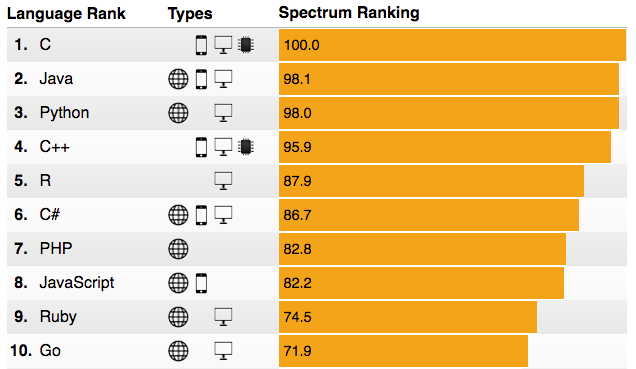 Language Rank Types Spectrum Ranking
1. C 100.0
2. Java 98.1
3. Python 98.0
4. C++ 95.9
5. R 87.9
6. C# 86.7
7. PHP 82.8
8. JavaScript 82.2
9. Ruby 74.5
10. Go 71.9